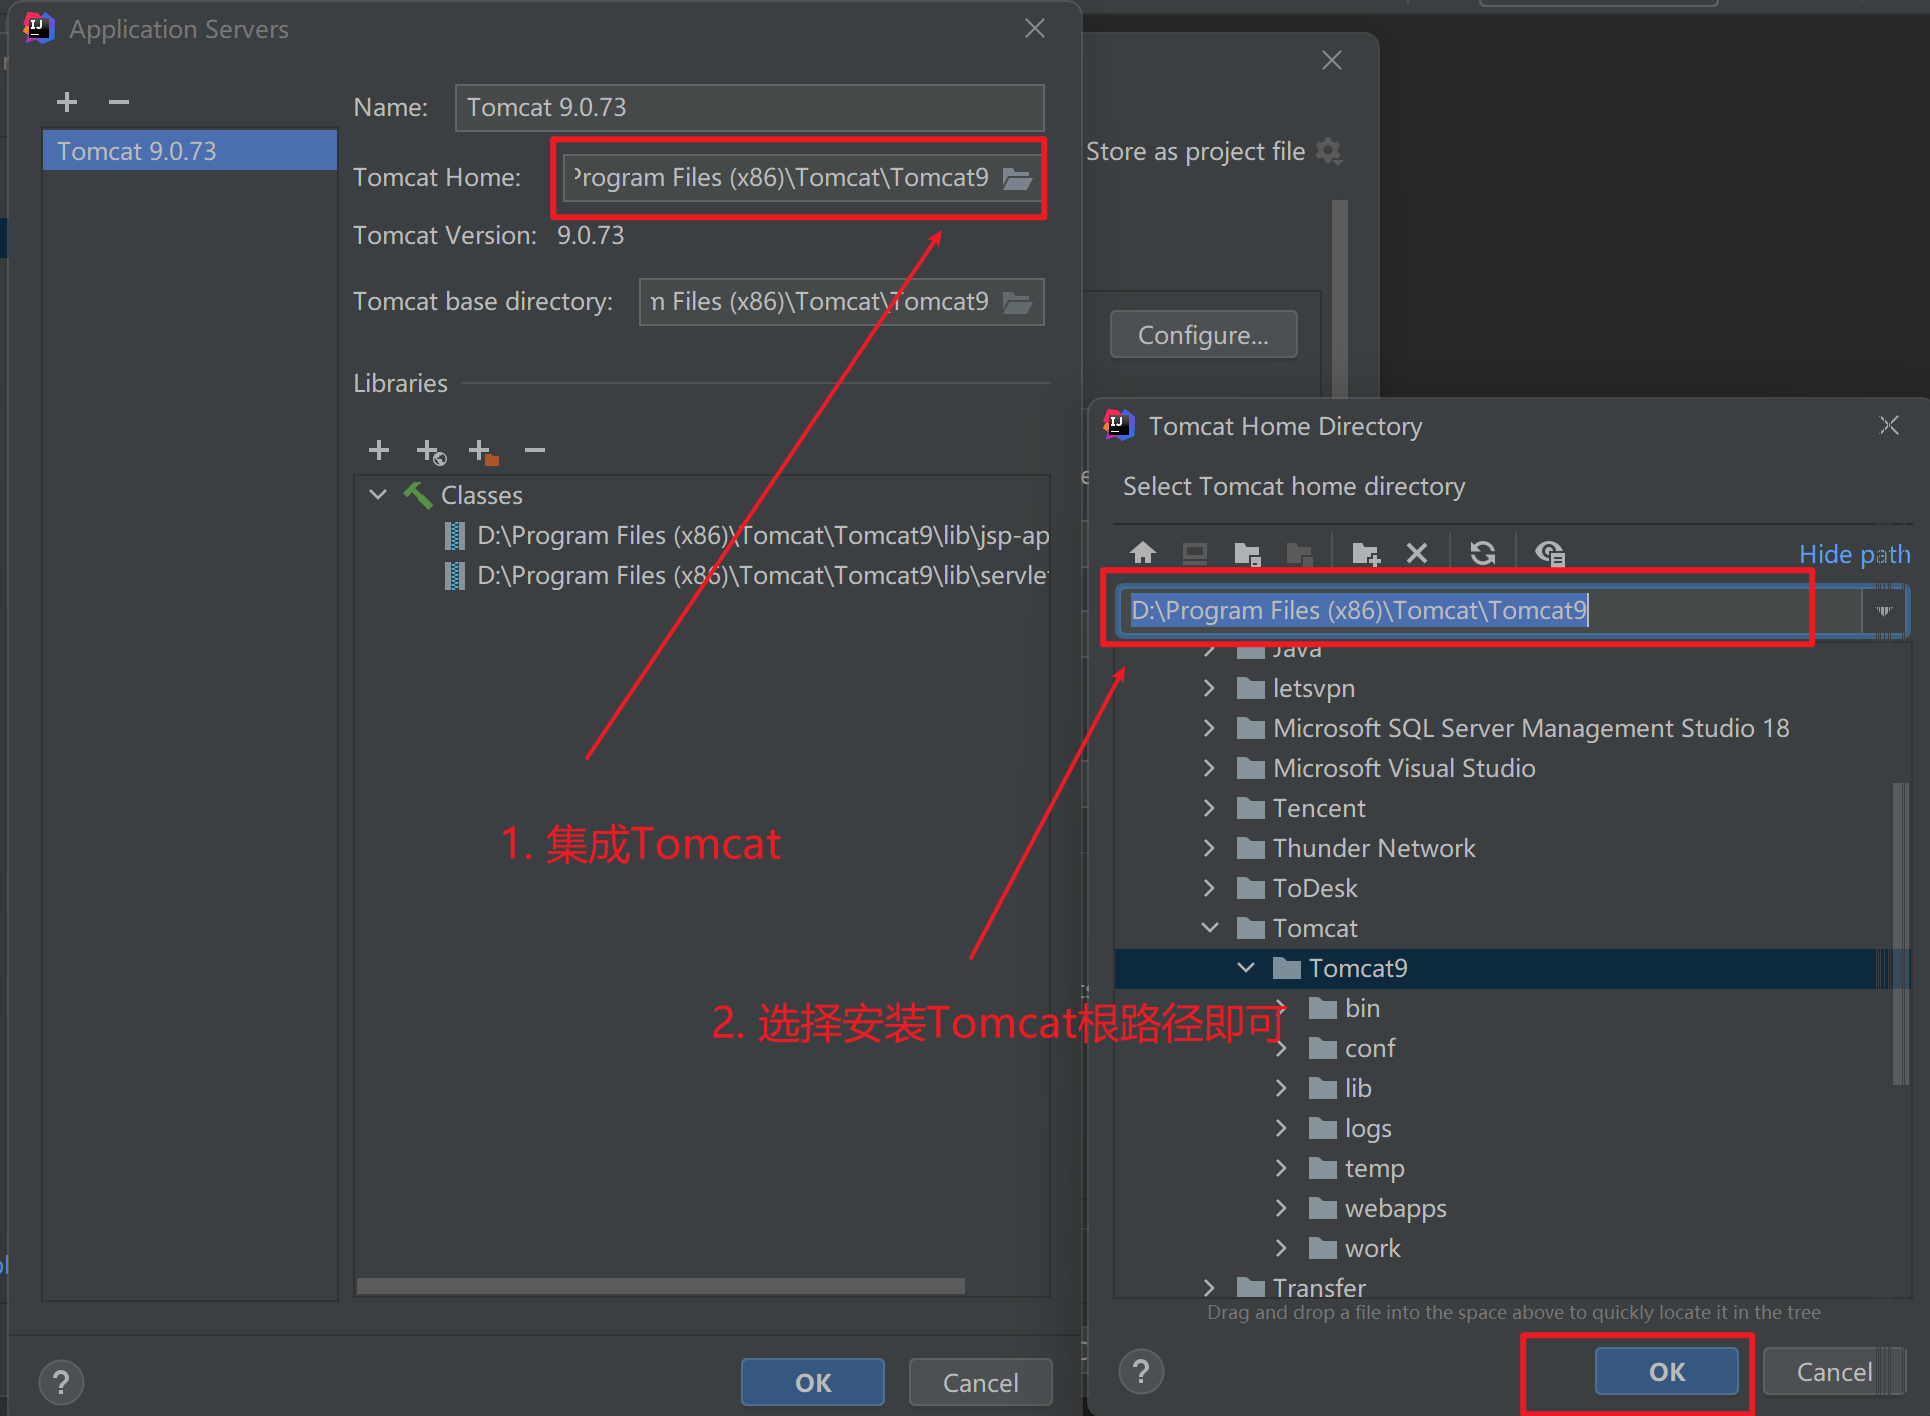 Application Servers
Name: Tomcat 9.0.73
Tomcat 9.0.73
Tomcat Home: Program Files (x86)\Tomcat\Tomcat9
Tomcat Version: 9.0.73
Tomcat base directory: m Files (x86)\Tomcat\Tomcat9
Libraries
Classes
D:\Program Files (x86)\Tomcat\Tomcat9\lib\jsp-ap
D:\Program Files (x86)\Tomcat\Tomcat9\lib\servle
1. 集成Tomcat
2. 选择安装Tomcat根路径即可
OK
Cancel
Store as project file
Configure...
Tomcat Home Directory
Select Tomcat home directory
Hide path
D:\Program Files (x86)\Tomcat\Tomcat9
Java
letsvpn
Microsoft SQL Server Management Studio 18
Microsoft Visual Studio
Tencent
Thunder Network
ToDesk
Tomcat
Tomcat9
bin
conf
lib
logs
temp
webapps
work
Transfer
Drag and drop a file into the space above to quickly locate it in the tree
OK
Cancel